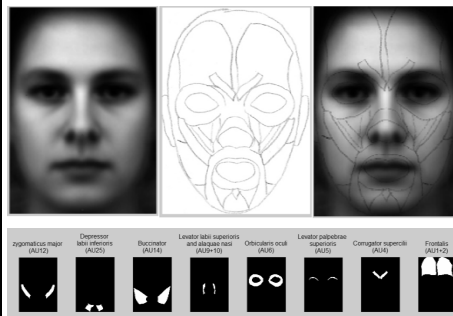 zygomaticus major
(AU12)
Depressor
labii inferioris
(AU25)
Buccinator
(AU14)
Levator labii superioris
and alaquae nasi
(AU9+10)
Orbicularis oculi
(AU6)
Levator palpebrae
superioris
(AU5)
Corrugator supercilii
(AU4)
Frontalis
(AU1+2)